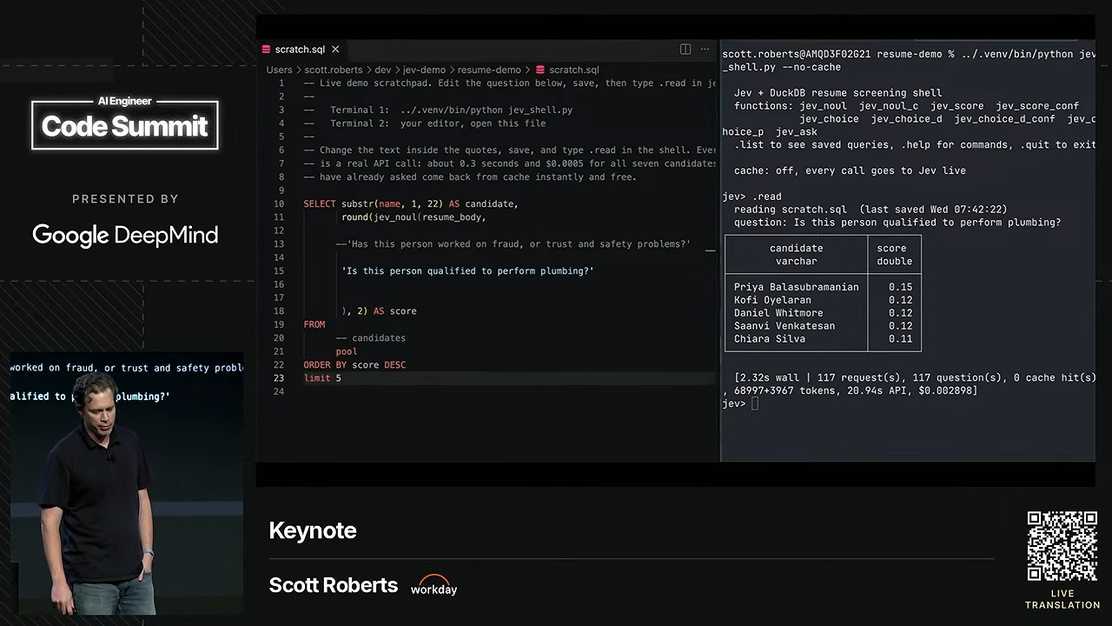 AI Engineer
Code Summit
PRESENTED BY
Google DeepMind
worked on fraud, or trust and safety probl
alified to p plumbing?'
scratch.sql
Users > scott.roberts > dev > jev-demo > resume-demo > scratch.sql
1 -- Live demo scratchpad. Edit the question below, save, then type .read in je
2 --
3 -- Terminal 1: ../.venv/bin/python jev_shell.py
4 -- Terminal 2: your editor, open this file
5 --
6 -- Change the text inside the quotes, save, and type .read in the shell. Ever
7 -- is a real API call: about 0.3 seconds and $0.0005 for all seven candidates
8 -- have already asked come back from cache instantly and free.
9
10 SELECT substr(name, 1, 22) AS candidate,
11 round(jev_noul(resume_body,
12
13 --'Has this person worked on fraud, or trust and safety problems?'
14
15 'Is this person qualified to perform plumbing?'
16
17
18 ), 2) AS score
19 FROM
20 -- candidates
21 pool
22 ORDER BY score DESC
23 limit 5
24
scott.roberts@AMQD3F02G21 resume-demo % ../.venv/bin/python jev
_shell.py --no-cache
Jev + DuckDB resume screening shell
functions: jev_noul jev_noul_c jev_score jev_score_conf
jev_choice jev_choice_d jev_choice_d_conf jev_c
hoice_p jev_ask
.list to see saved queries, .help for commands, .quit to exit
cache: off, every call goes to Jev live
jev> .read
reading scratch.sql (last saved Wed 07:42:22)
question: Is this person qualified to perform plumbing?
candidate score
varchar double
Priya Balasubramanian 0.15
Kofi Oyelaran 0.12
Daniel Whitmore 0.12
Saanvi Venkatesan 0.12
Chiara Silva 0.11
[2.32s wall | 117 request(s), 117 question(s), 0 cache hit(s)
, 68997+3967 tokens, 20.94s API, $0.002898]
jev>
Keynote
Scott Roberts workday
LIVE
TRANSLATION